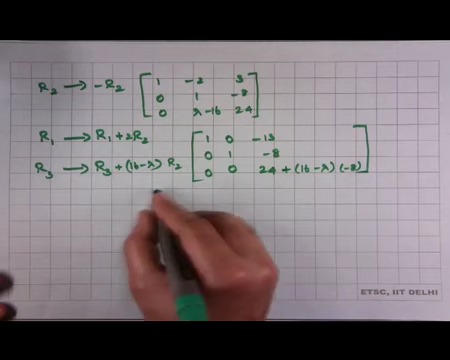 R₂ → -R₂ [ 1 -2 3
0 1 -8
0 λ-16 24 ]
R₁ → R₁ + 2R₂ [ 1 0 -13
0 1 -8
R₃ → R₃ + (16-λ) R₂ 0 0 24 + (16-λ)(-8) ]
ETSC, IIT DELHI